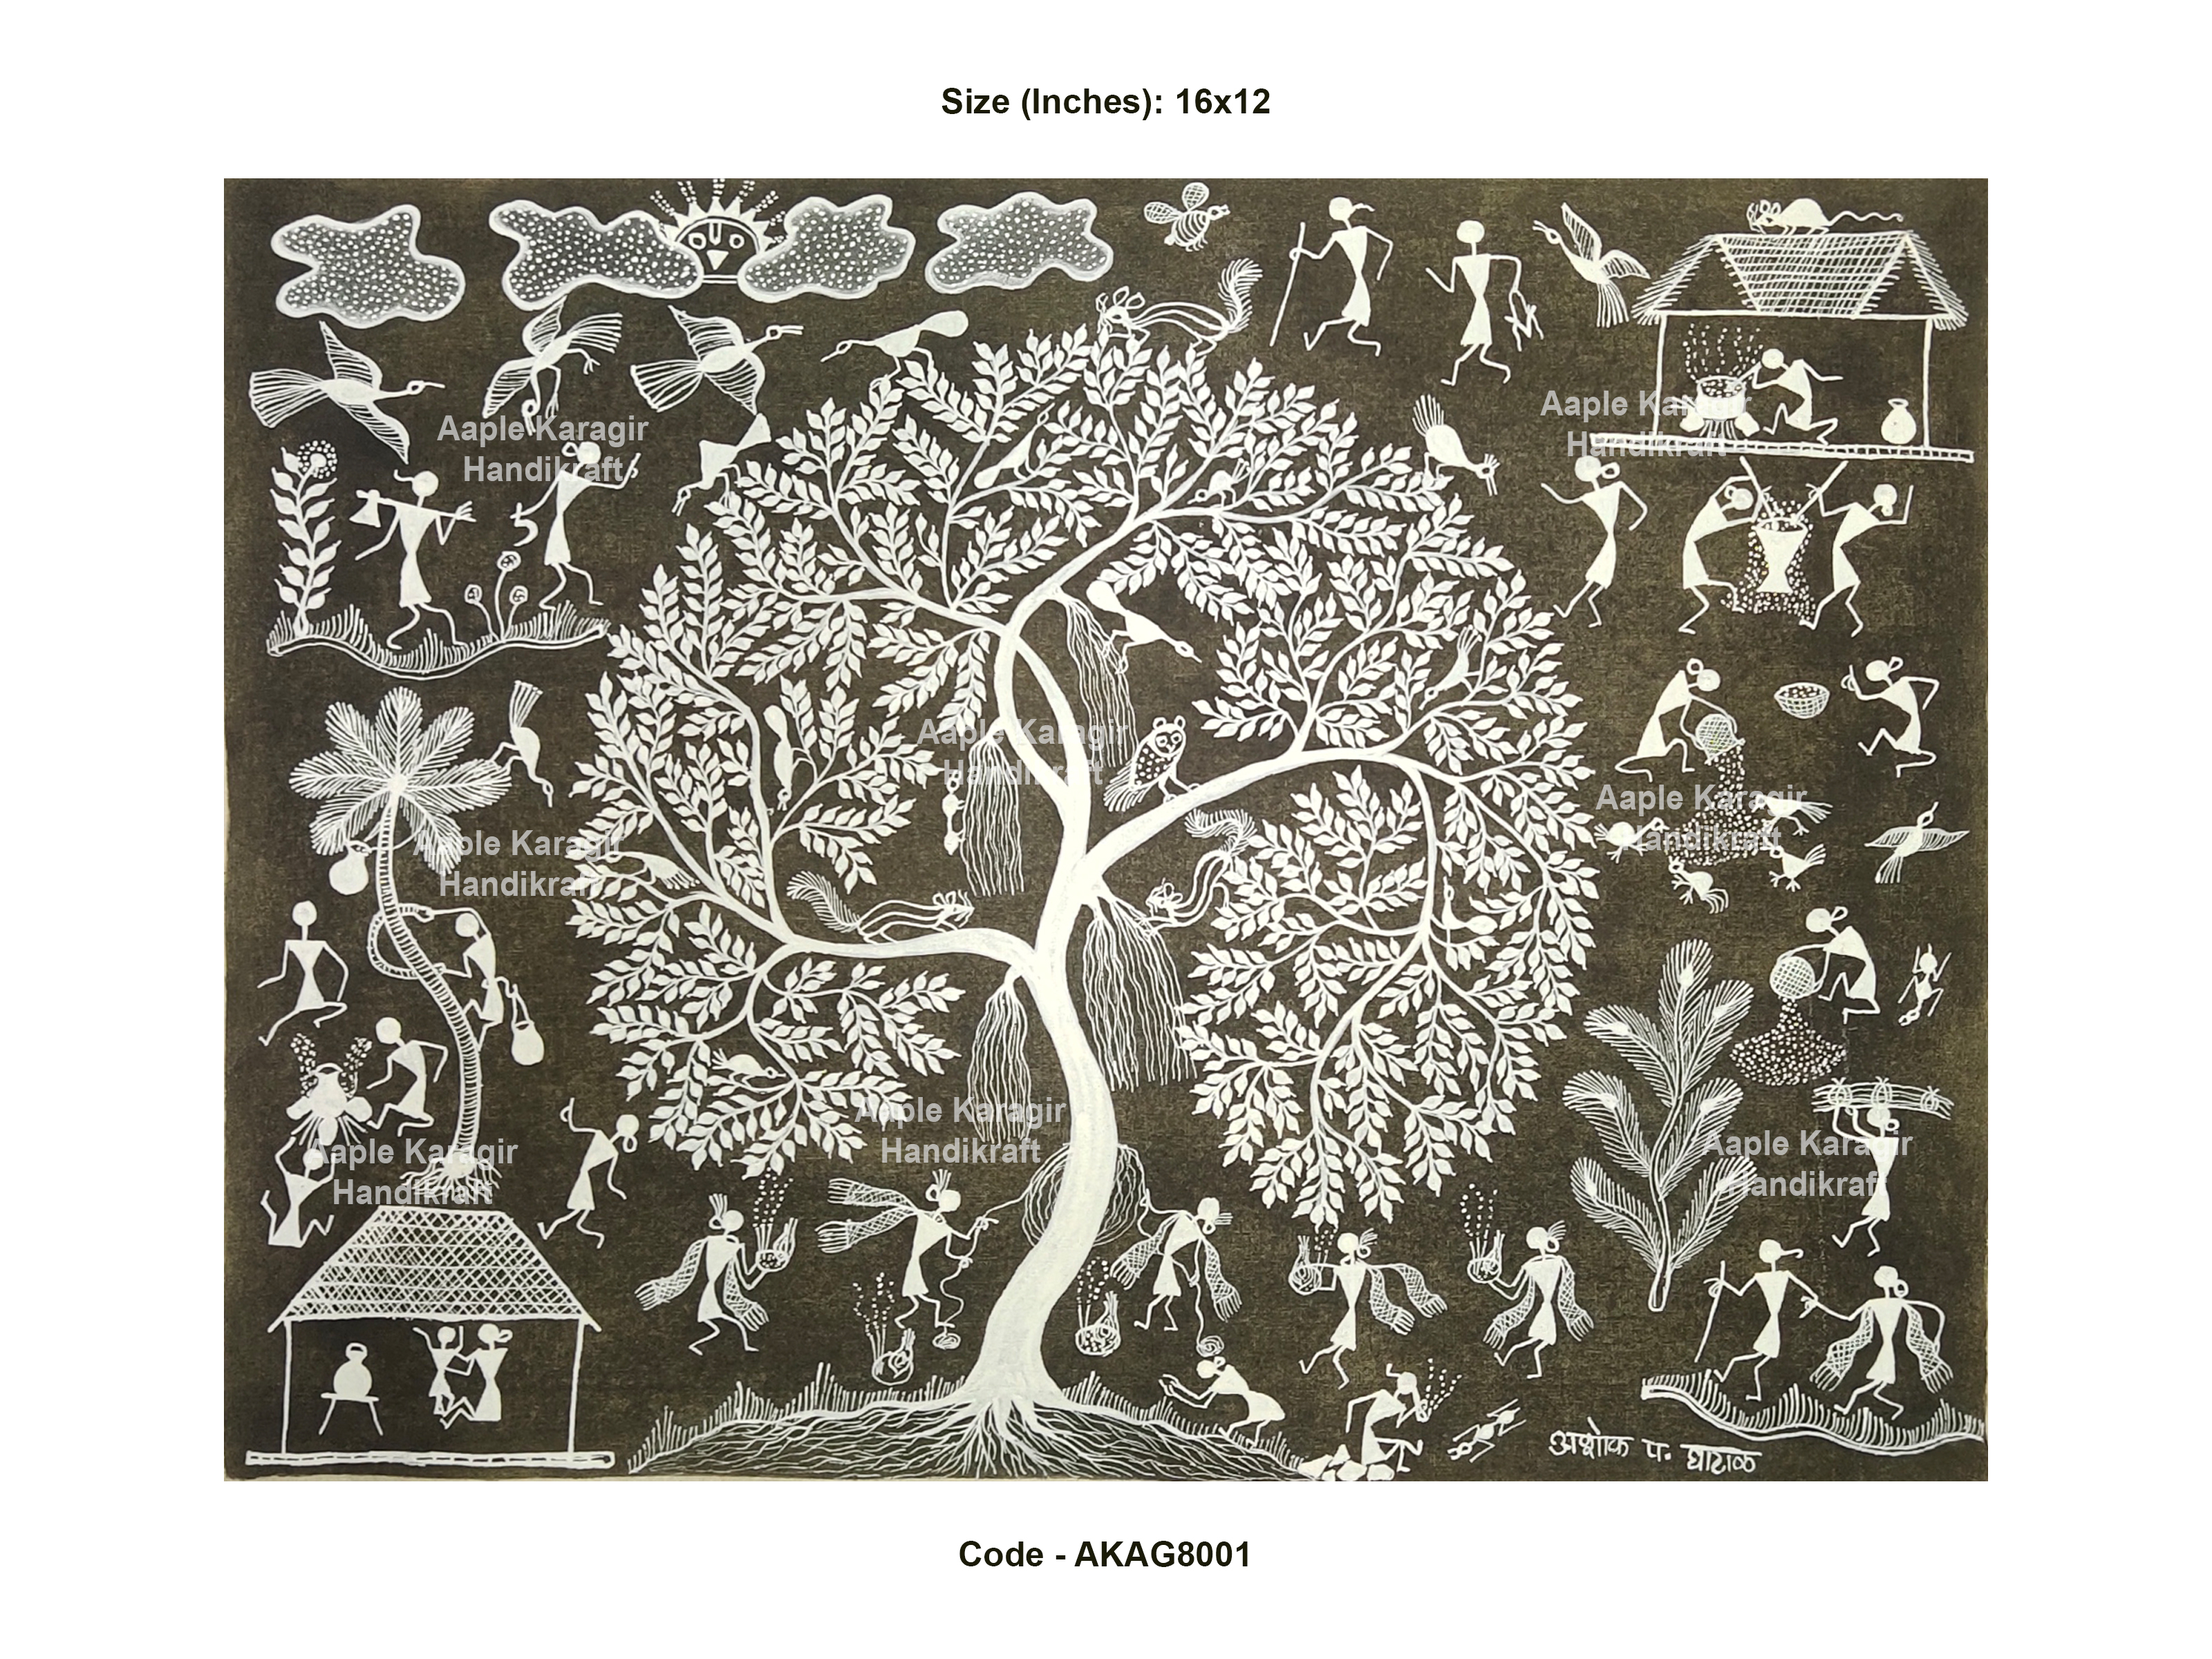 Size (Inches): 16x12
Aaple Karagir
Handikraft
Aaple Karagir
Handikraft
Aaple Karagir
Handikraft
Aaple Karagir
Handikraft
Aaple Karagir
Handikraft
Aaple Karagir
Handikraft
Aaple Karagir
Handikraft
Aaple Karagir
Handikraft
अशोक प. घाटाळ
Code - AKAG8001